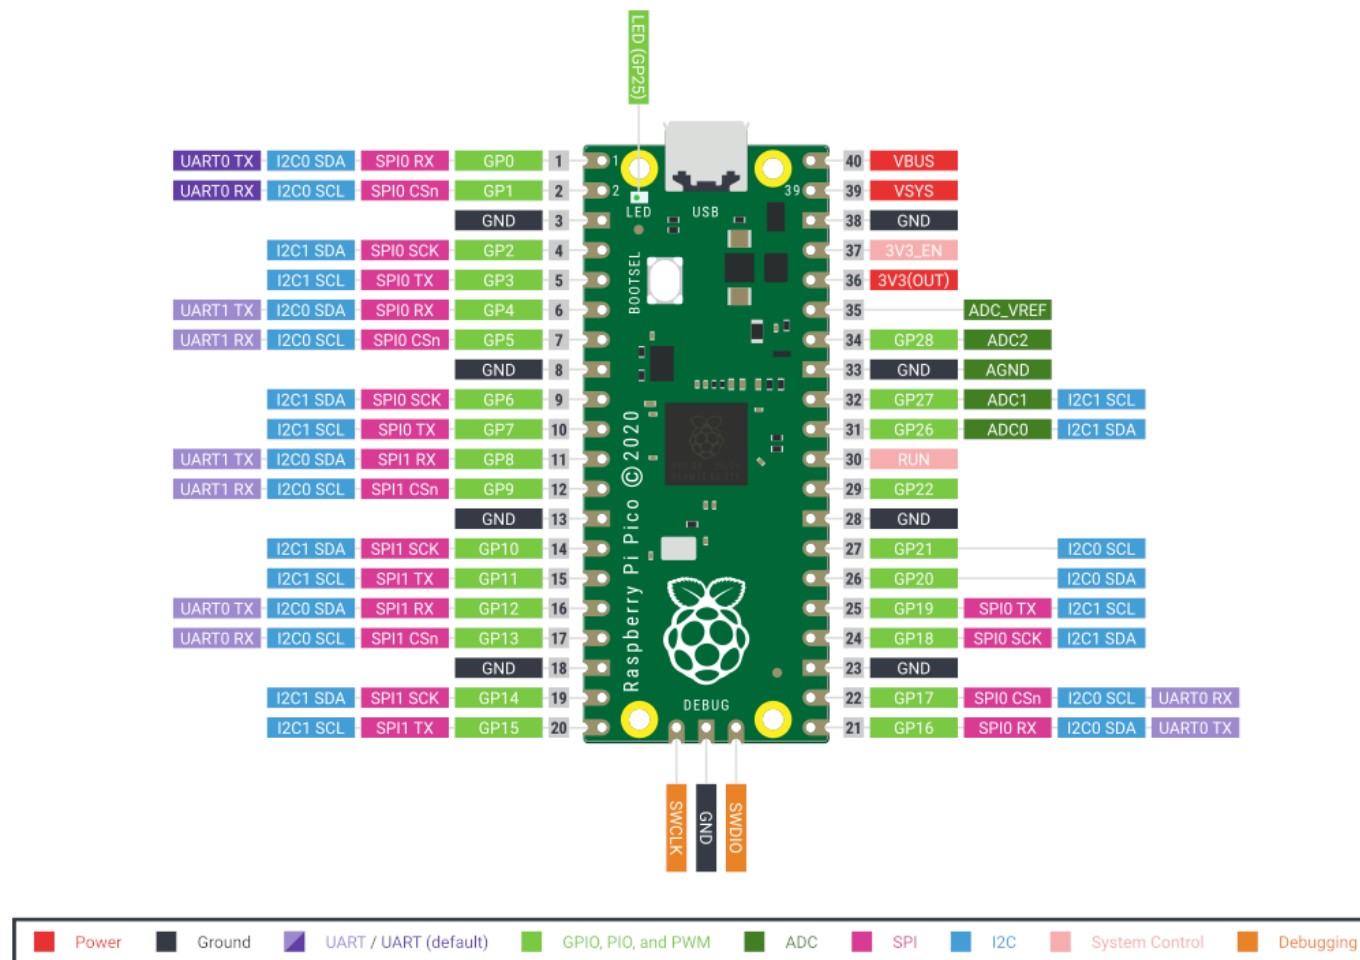 LED (GP25)
UART0 TX I2C0 SDA SPI0 RX GP0 1 1 40 VBUS
UART0 RX I2C0 SCL SPI0 CSn GP1 2 2 39 39 VSYS
LED USB
GND 3 38 GND
I2C1 SDA SPI0 SCK GP2 4 37 3V3_EN
I2C1 SCL SPI0 TX GP3 5 36 3V3(OUT)
BOOTSEL
UART1 TX I2C0 SDA SPI0 RX GP4 6 35 ADC_VREF
UART1 RX I2C0 SCL SPI0 CSn GP5 7 34 GP28 ADC2
GND 8 33 GND AGND
I2C1 SDA SPI0 SCK GP6 9 32 GP27 ADC1 I2C1 SCL
I2C1 SCL SPI0 TX GP7 10 31 GP26 ADC0 I2C1 SDA
UART1 TX I2C0 SDA SPI1 RX GP8 11 30 RUN
UART1 RX I2C0 SCL SPI1 CSn GP9 12 29 GP22
GND 13 28 GND
Raspberry Pi Pico © 2020
I2C1 SDA SPI1 SCK GP10 14 27 GP21 I2C0 SCL
I2C1 SCL SPI1 TX GP11 15 26 GP20 I2C0 SDA
UART0 TX I2C0 SDA SPI1 RX GP12 16 25 GP19 SPI0 TX I2C1 SCL
UART0 RX I2C0 SCL SPI1 CSn GP13 17 24 GP18 SPI0 SCK I2C1 SDA
GND 18 23 GND
I2C1 SDA SPI1 SCK GP14 19 22 GP17 SPI0 CSn I2C0 SCL UART0 RX
DEBUG
I2C1 SCL SPI1 TX GP15 20 21 GP16 SPI0 RX I2C0 SDA UART0 TX
SWCLK
GND
SWDIO
Power Ground UART / UART (default) GPIO, PIO, and PWM ADC SPI I2C System Control Debugging